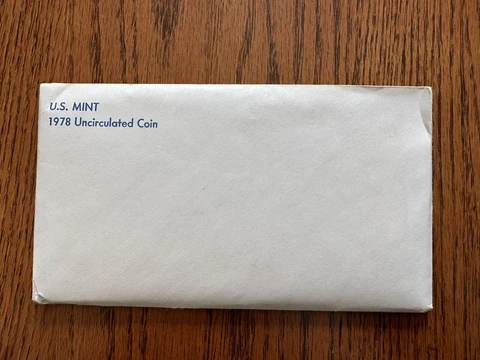 U.S. MINT
1978 Uncirculated Coin